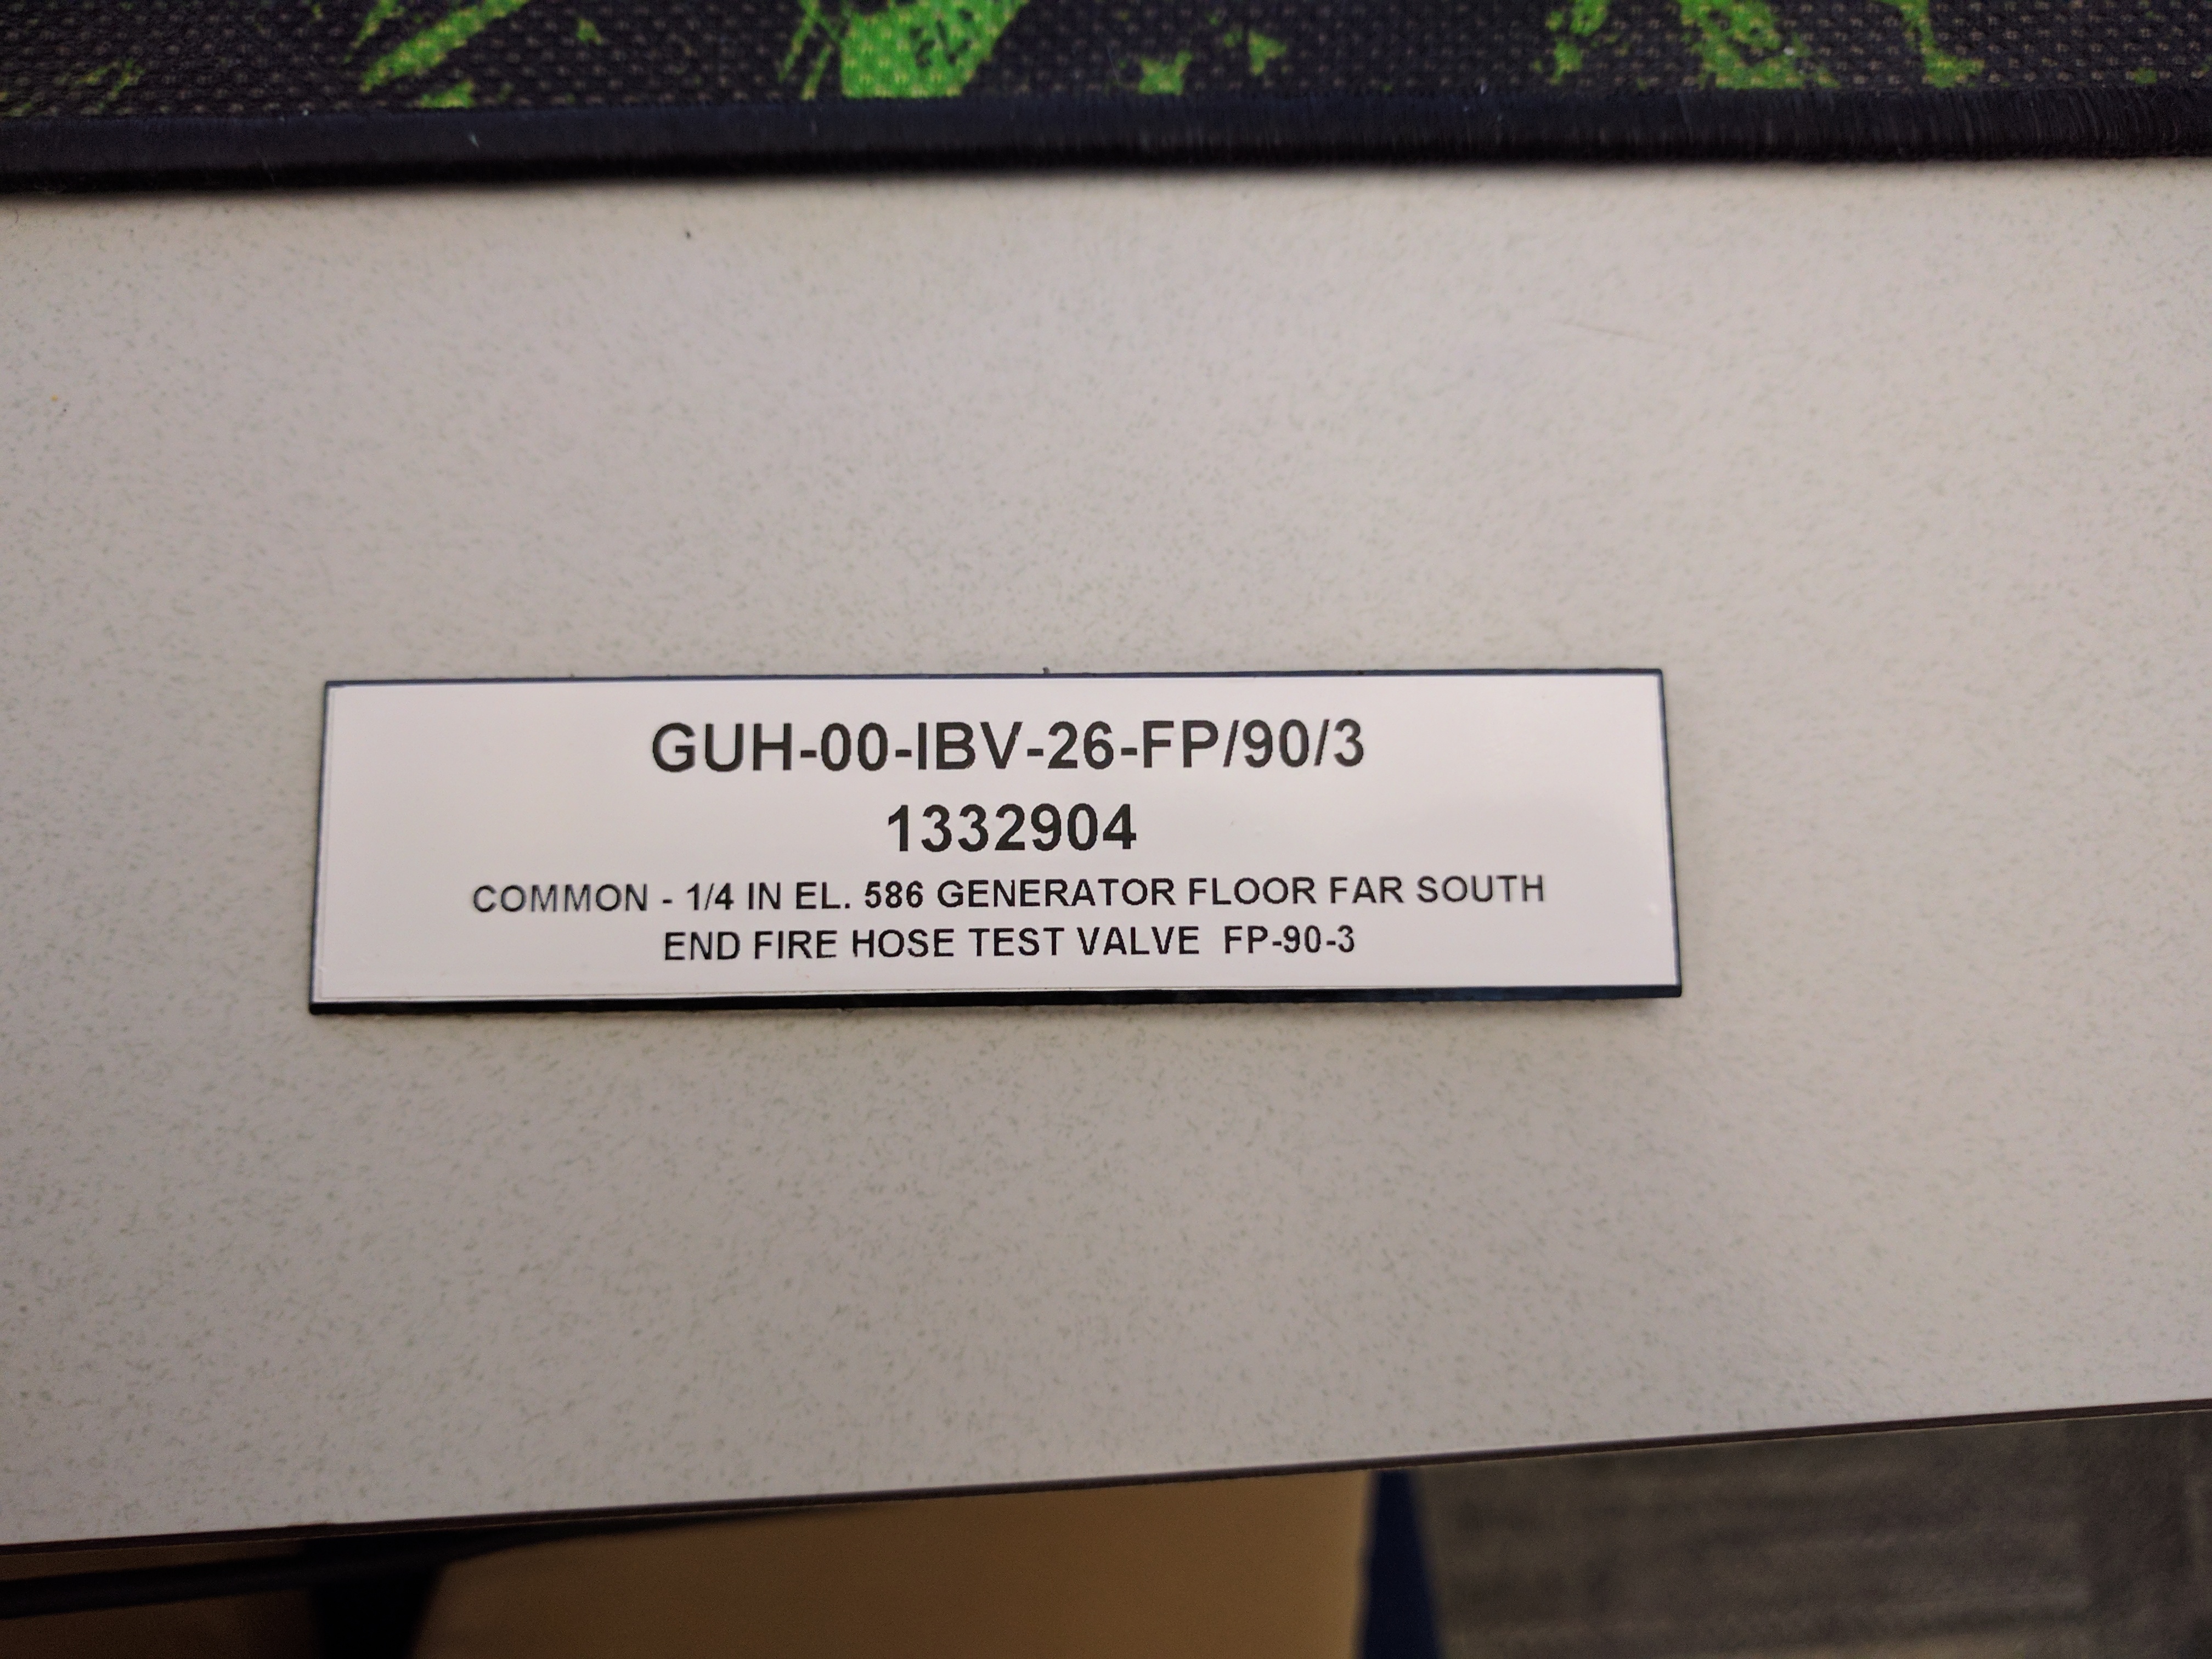 GUH-00-IBV-26-FP/90/3
1332904
COMMON - 1/4 IN EL. 586 GENERATOR FLOOR FAR SOUTH
END FIRE HOSE TEST VALVE  FP-90-3